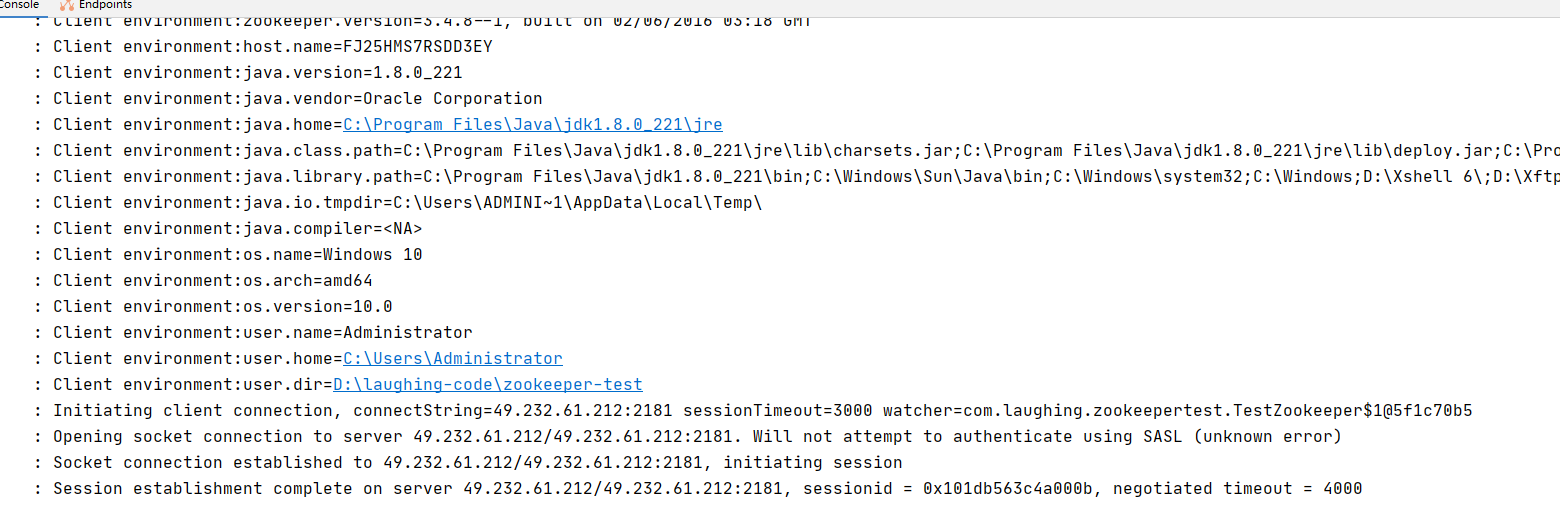 Console Endpoints
: Client environment:zookeeper.version=3.4.8--1, built on 02/06/2016 03:18 GMT
: Client environment:host.name=FJ25HMS7RSDD3EY
: Client environment:java.version=1.8.0_221
: Client environment:java.vendor=Oracle Corporation
: Client environment:java.home=C:\Program Files\Java\jdk1.8.0_221\jre
: Client environment:java.class.path=C:\Program Files\Java\jdk1.8.0_221\jre\lib\charsets.jar;C:\Program Files\Java\jdk1.8.0_221\jre\lib\deploy.jar;C:\Pro
: Client environment:java.library.path=C:\Program Files\Java\jdk1.8.0_221\bin;C:\Windows\Sun\Java\bin;C:\Windows\system32;C:\Windows;D:\Xshell 6\;D:\Xftp
: Client environment:java.io.tmpdir=C:\Users\ADMINI~1\AppData\Local\Temp\
: Client environment:java.compiler=<NA>
: Client environment:os.name=Windows 10
: Client environment:os.arch=amd64
: Client environment:os.version=10.0
: Client environment:user.name=Administrator
: Client environment:user.home=C:\Users\Administrator
: Client environment:user.dir=D:\laughing-code\zookeeper-test
: Initiating client connection, connectString=49.232.61.212:2181 sessionTimeout=3000 watcher=com.laughing.zookeepertest.TestZookeeper$1@5f1c70b5
: Opening socket connection to server 49.232.61.212/49.232.61.212:2181. Will not attempt to authenticate using SASL (unknown error)
: Socket connection established to 49.232.61.212/49.232.61.212:2181, initiating session
: Session establishment complete on server 49.232.61.212/49.232.61.212:2181, sessionid = 0x101db563c4a000b, negotiated timeout = 4000